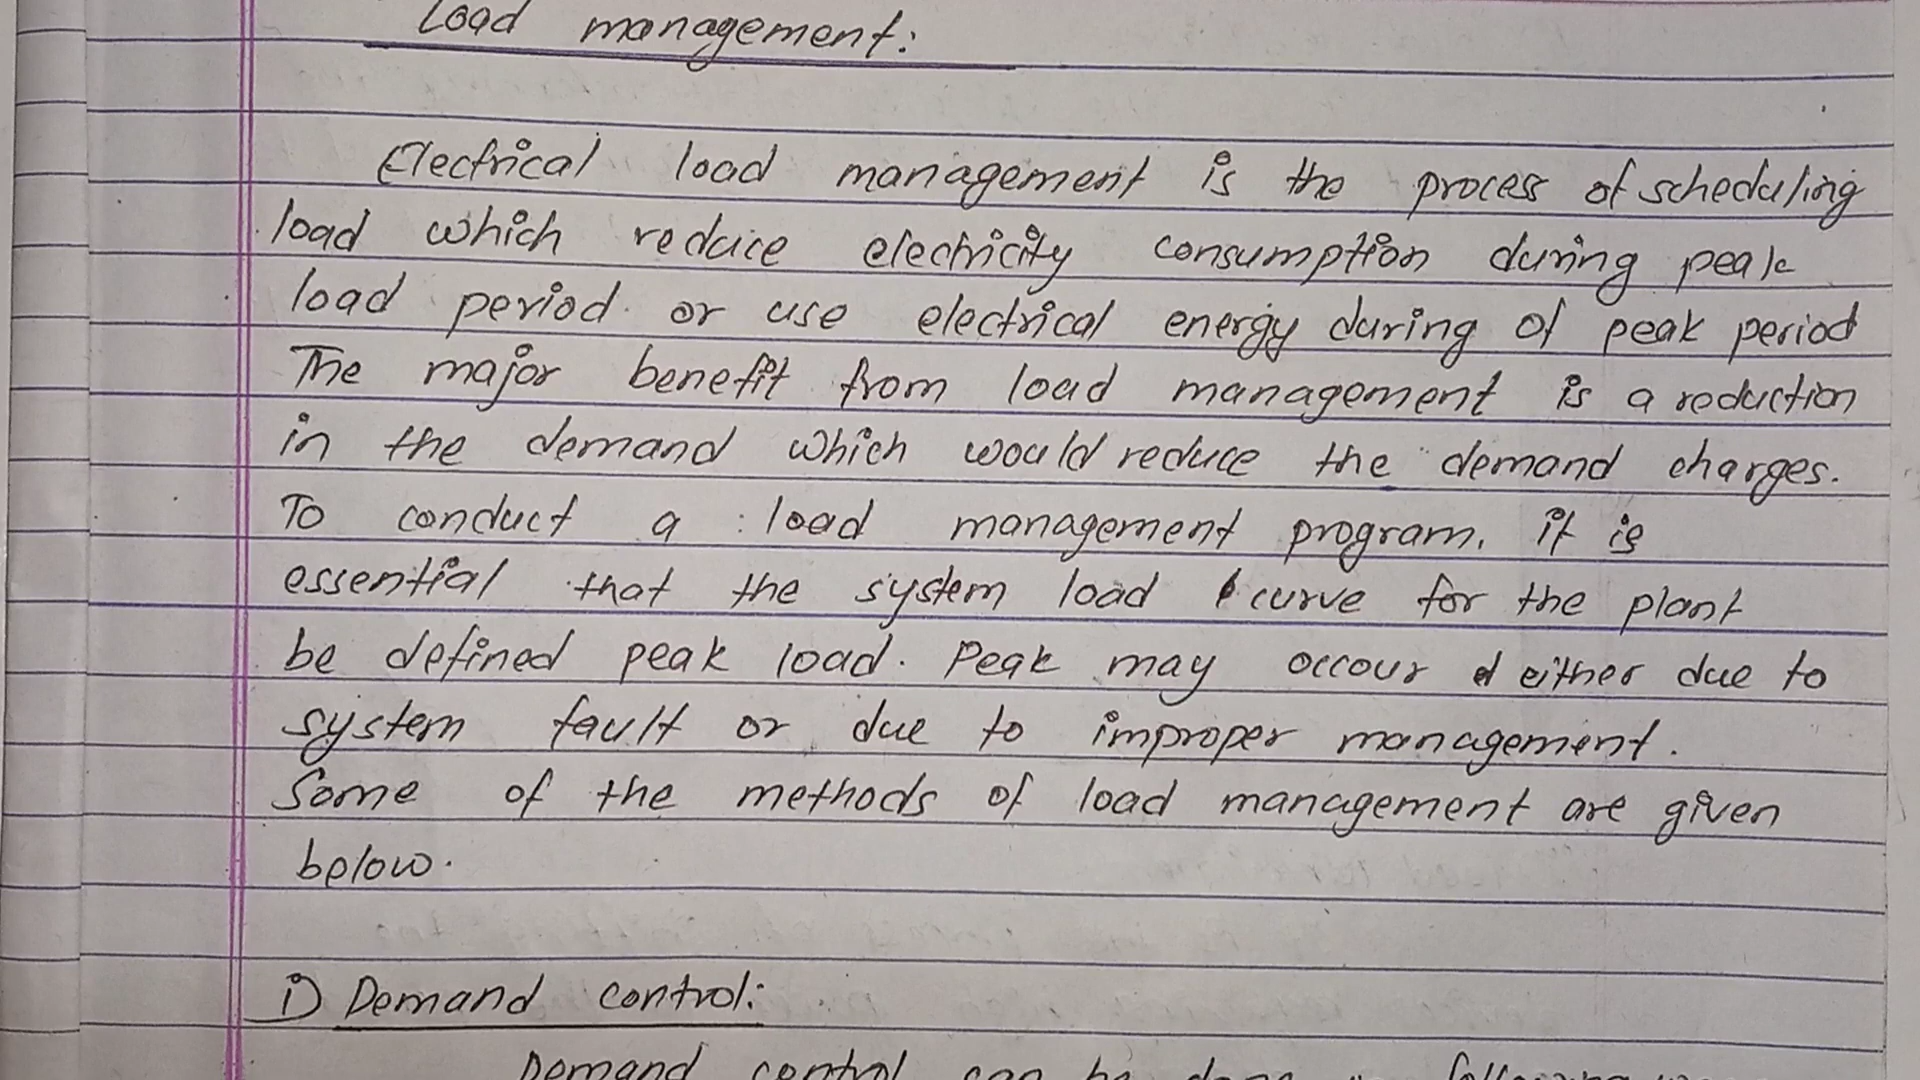 Load management:
Electrical load management is the process of scheduling
load which reduce electricity consumption during peak
load period or use electrical energy during of peak period
The major benefit from load management is a reduction
in the demand which would reduce the demand charges.
To conduct a load management program, it is
essential that the system load curve for the plant
be defined peak load. Peak may occour either due to
system fault or due to improper management.
Some of the methods of load management are given
below.
i) Demand control:
Demand control can be done following